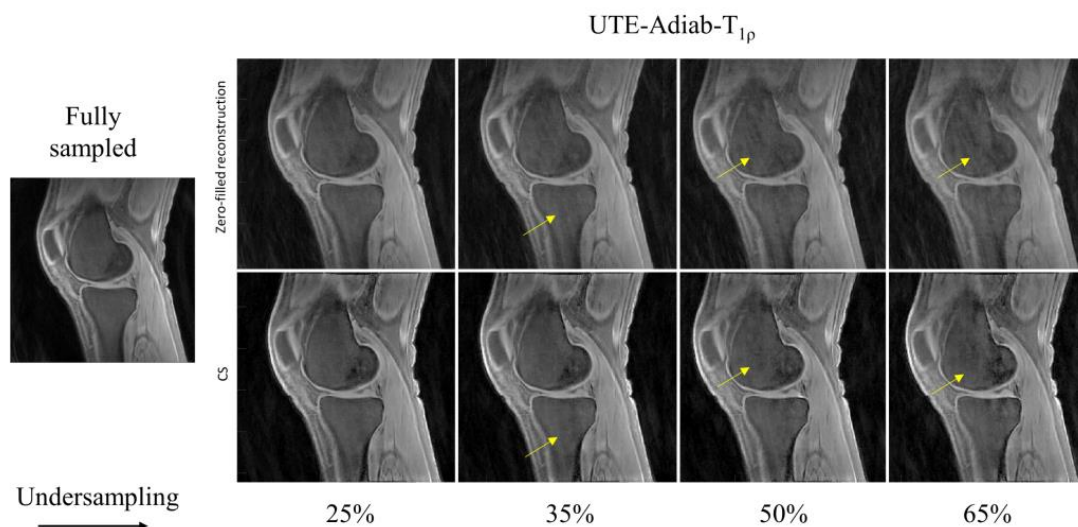 UTE-Adiab-T₁ρ
Fully
sampled
Zero-filled reconstruction
CS
Undersampling
25%
35%
50%
65%